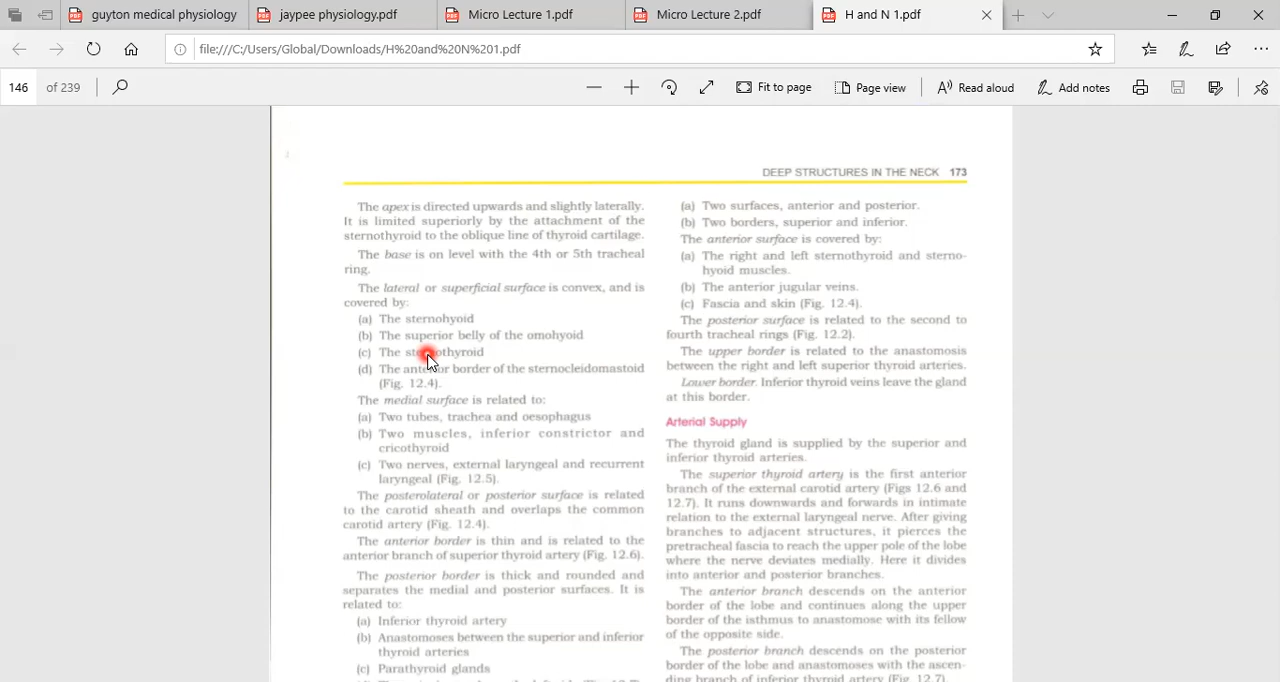 guyton medical physiology
jaypee physiology.pdf
Micro Lecture 1.pdf
Micro Lecture 2.pdf
H and N 1.pdf
file:///C:/Users/Global/Downloads/H%20and%20N%201.pdf
146 of 239
Fit to page
Page view
Read aloud
Add notes
DEEP STRUCTURES IN THE NECK 173
The apex is directed upwards and slightly laterally.
It is limited superiorly by the attachment of the
sternothyroid to the oblique line of thyroid cartilage.
The base is on level with the 4th or 5th tracheal
ring.
The lateral or superficial surface is convex, and is
covered by:
(a) The sternohyoid
(b) The superior belly of the omohyoid
(c) The sternothyroid
(d) The anterior border of the sternocleidomastoid
(Fig. 12.4).
The medial surface is related to:
(a) Two tubes, trachea and oesophagus
(b) Two muscles, inferior constrictor and
cricothyroid
(c) Two nerves, external laryngeal and recurrent
laryngeal (Fig. 12.5).
The posterolateral or posterior surface is related
to the carotid sheath and overlaps the common
carotid artery (Fig. 12.4).
The anterior border is thin and is related to the
anterior branch of superior thyroid artery (Fig. 12.6).
The posterior border is thick and rounded and
separates the medial and posterior surfaces. It is
related to:
(a) Inferior thyroid artery
(b) Anastomoses between the superior and inferior
thyroid arteries
(c) Parathyroid glands
(a) Two surfaces, anterior and posterior.
(b) Two borders, superior and inferior.
The anterior surface is covered by:
(a) The right and left sternothyroid and sterno-
hyoid muscles.
(b) The anterior jugular veins.
(c) Fascia and skin (Fig. 12.4).
The posterior surface is related to the second to
fourth tracheal rings (Fig. 12.2).
The upper border is related to the anastomosis
between the right and left superior thyroid arteries.
Lower border. Inferior thyroid veins leave the gland
at this border.
Arterial Supply
The thyroid gland is supplied by the superior and
inferior thyroid arteries.
The superior thyroid artery is the first anterior
branch of the external carotid artery (Figs 12.6 and
12.7). It runs downwards and forwards in intimate
relation to the external laryngeal nerve. After giving
branches to adjacent structures, it pierces the
pretracheal fascia to reach the upper pole of the lobe
where the nerve deviates medially. Here it divides
into anterior and posterior branches.
The anterior branch descends on the anterior
border of the lobe and continues along the upper
border of the isthmus to anastomose with its fellow
of the opposite side.
The posterior branch descends on the posterior
border of the lobe and anastomoses with the ascen-
ding branch of inferior thyroid artery (Fig. 12.7).